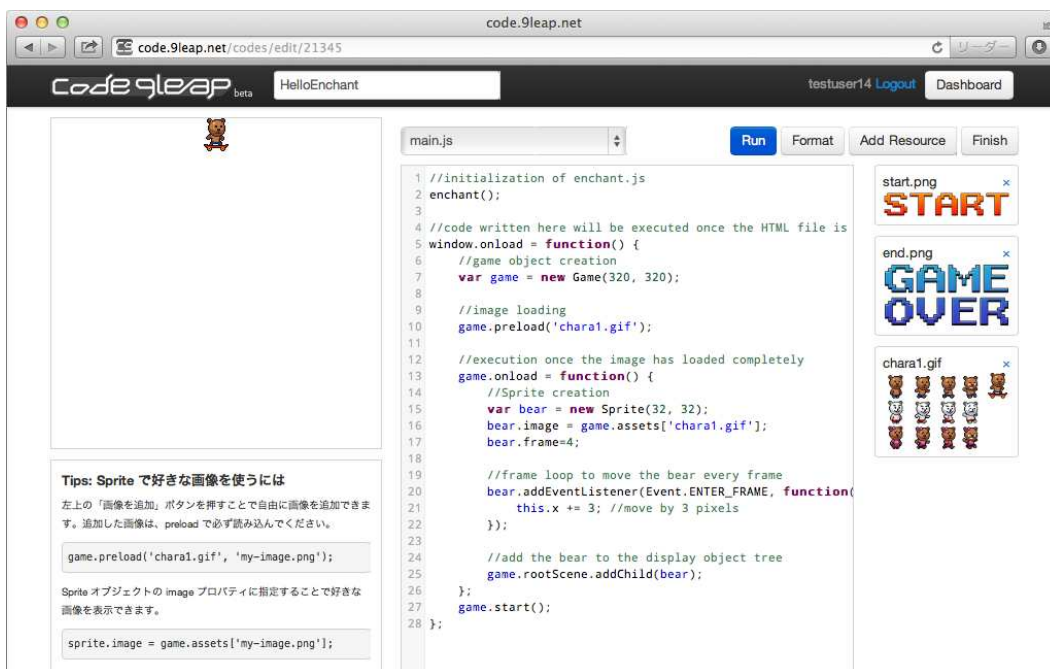 code.9leap.net
code.9leap.net/codes/edit/21345
リーダー
code 9leap beta
HelloEnchant
testuser14 Logout
Dashboard
main.js
Run
Format
Add Resource
Finish
1 //initialization of enchant.js
2 enchant();
3
4 //code written here will be executed once the HTML file is
5 window.onload = function() {
6 //game object creation
7 var game = new Game(320, 320);
8
9 //image loading
10 game.preload('chara1.gif');
11
12 //execution once the image has loaded completely
13 game.onload = function() {
14 //Sprite creation
15 var bear = new Sprite(32, 32);
16 bear.image = game.assets['chara1.gif'];
17 bear.frame=4;
18
19 //frame loop to move the bear every frame
20 bear.addEventListener(Event.ENTER_FRAME, function(
21 this.x += 3; //move by 3 pixels
22 });
23
24 //add the bear to the display object tree
25 game.rootScene.addChild(bear);
26 };
27 game.start();
28 };
start.png ×
START
end.png ×
GAME
OVER
chara1.gif ×
Tips: Sprite で好きな画像を使うには
左上の「画像を追加」ボタンを押すことで自由に画像を追加できま
す。追加した画像は、preload で必ず読み込んでください。
game.preload('chara1.gif', 'my-image.png');
Sprite オブジェクトの image プロパティに指定することで好きな
画像を表示できます。
sprite.image = game.assets['my-image.png'];